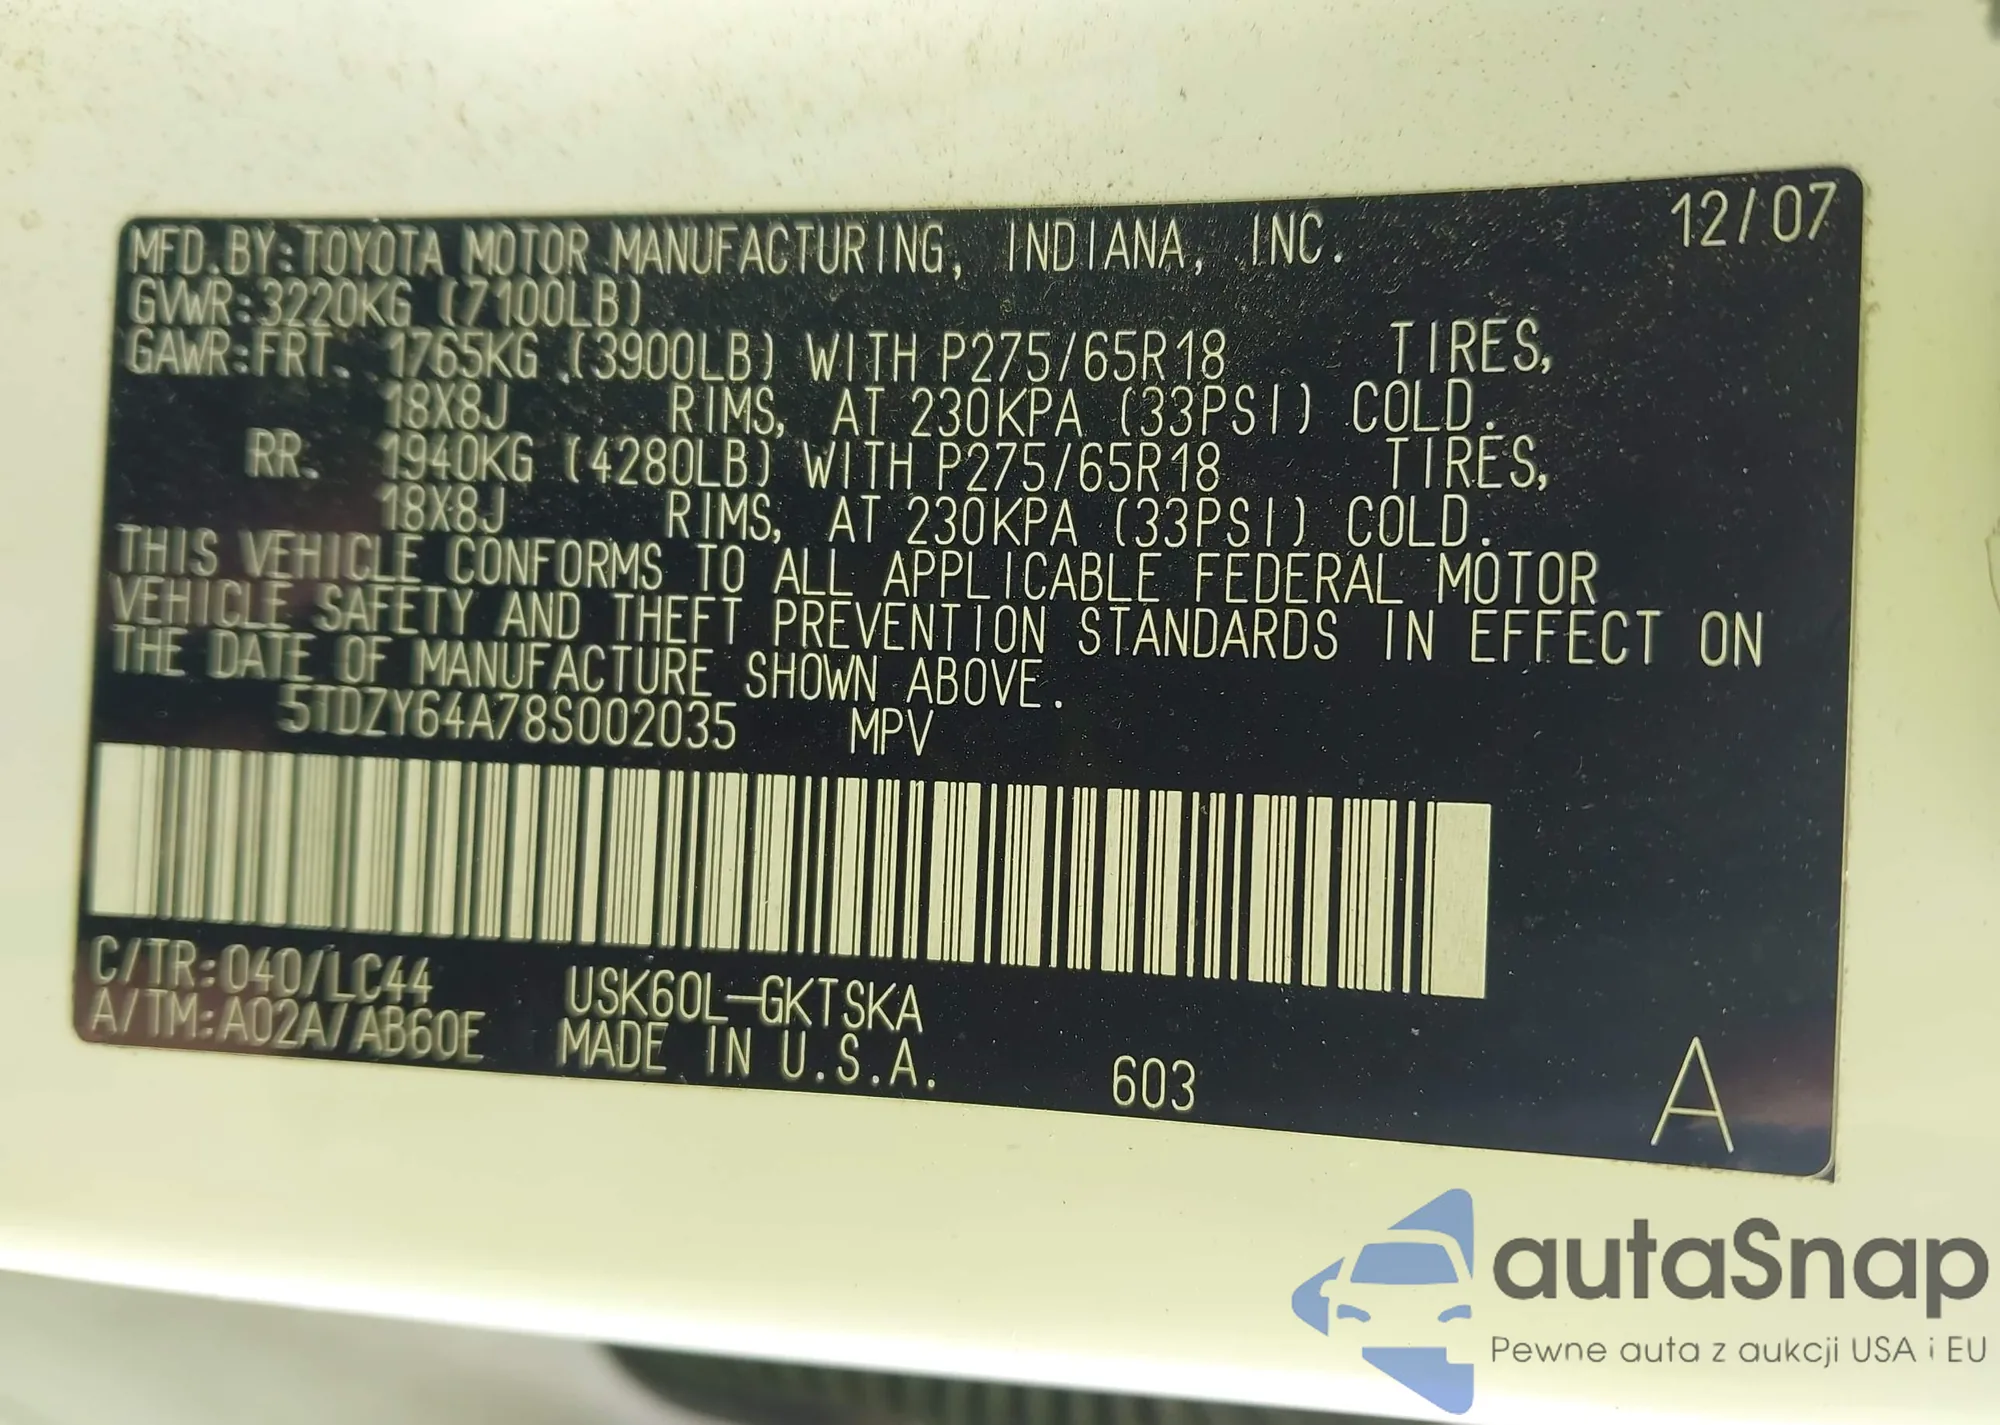 12/07
MFD.BY:TOYOTA MOTOR MANUFACTURING, INDIANA, INC.
GVWR:3220KG (7100LB)
GAWR:FRT. 1765KG (3900LB) WITH P275/65R18 TIRES,
18X8J RIMS, AT 230KPA (33PSI) COLD.
RR. 1940KG (4280LB) WITH P275/65R18 TIRES,
18X8J RIMS, AT 230KPA (33PSI) COLD.
THIS VEHICLE CONFORMS TO ALL APPLICABLE FEDERAL MOTOR
VEHICLE SAFETY AND THEFT PREVENTION STANDARDS IN EFFECT ON
THE DATE OF MANUFACTURE SHOWN ABOVE.
5TDZY64A78S002035 MPV
C/TR:040/LC44 USK60L-GKTSKA
A/TM:A02A/AB60E MADE IN U.S.A. 603 A
autaSnap
Pewne auta z aukcji USA i EU